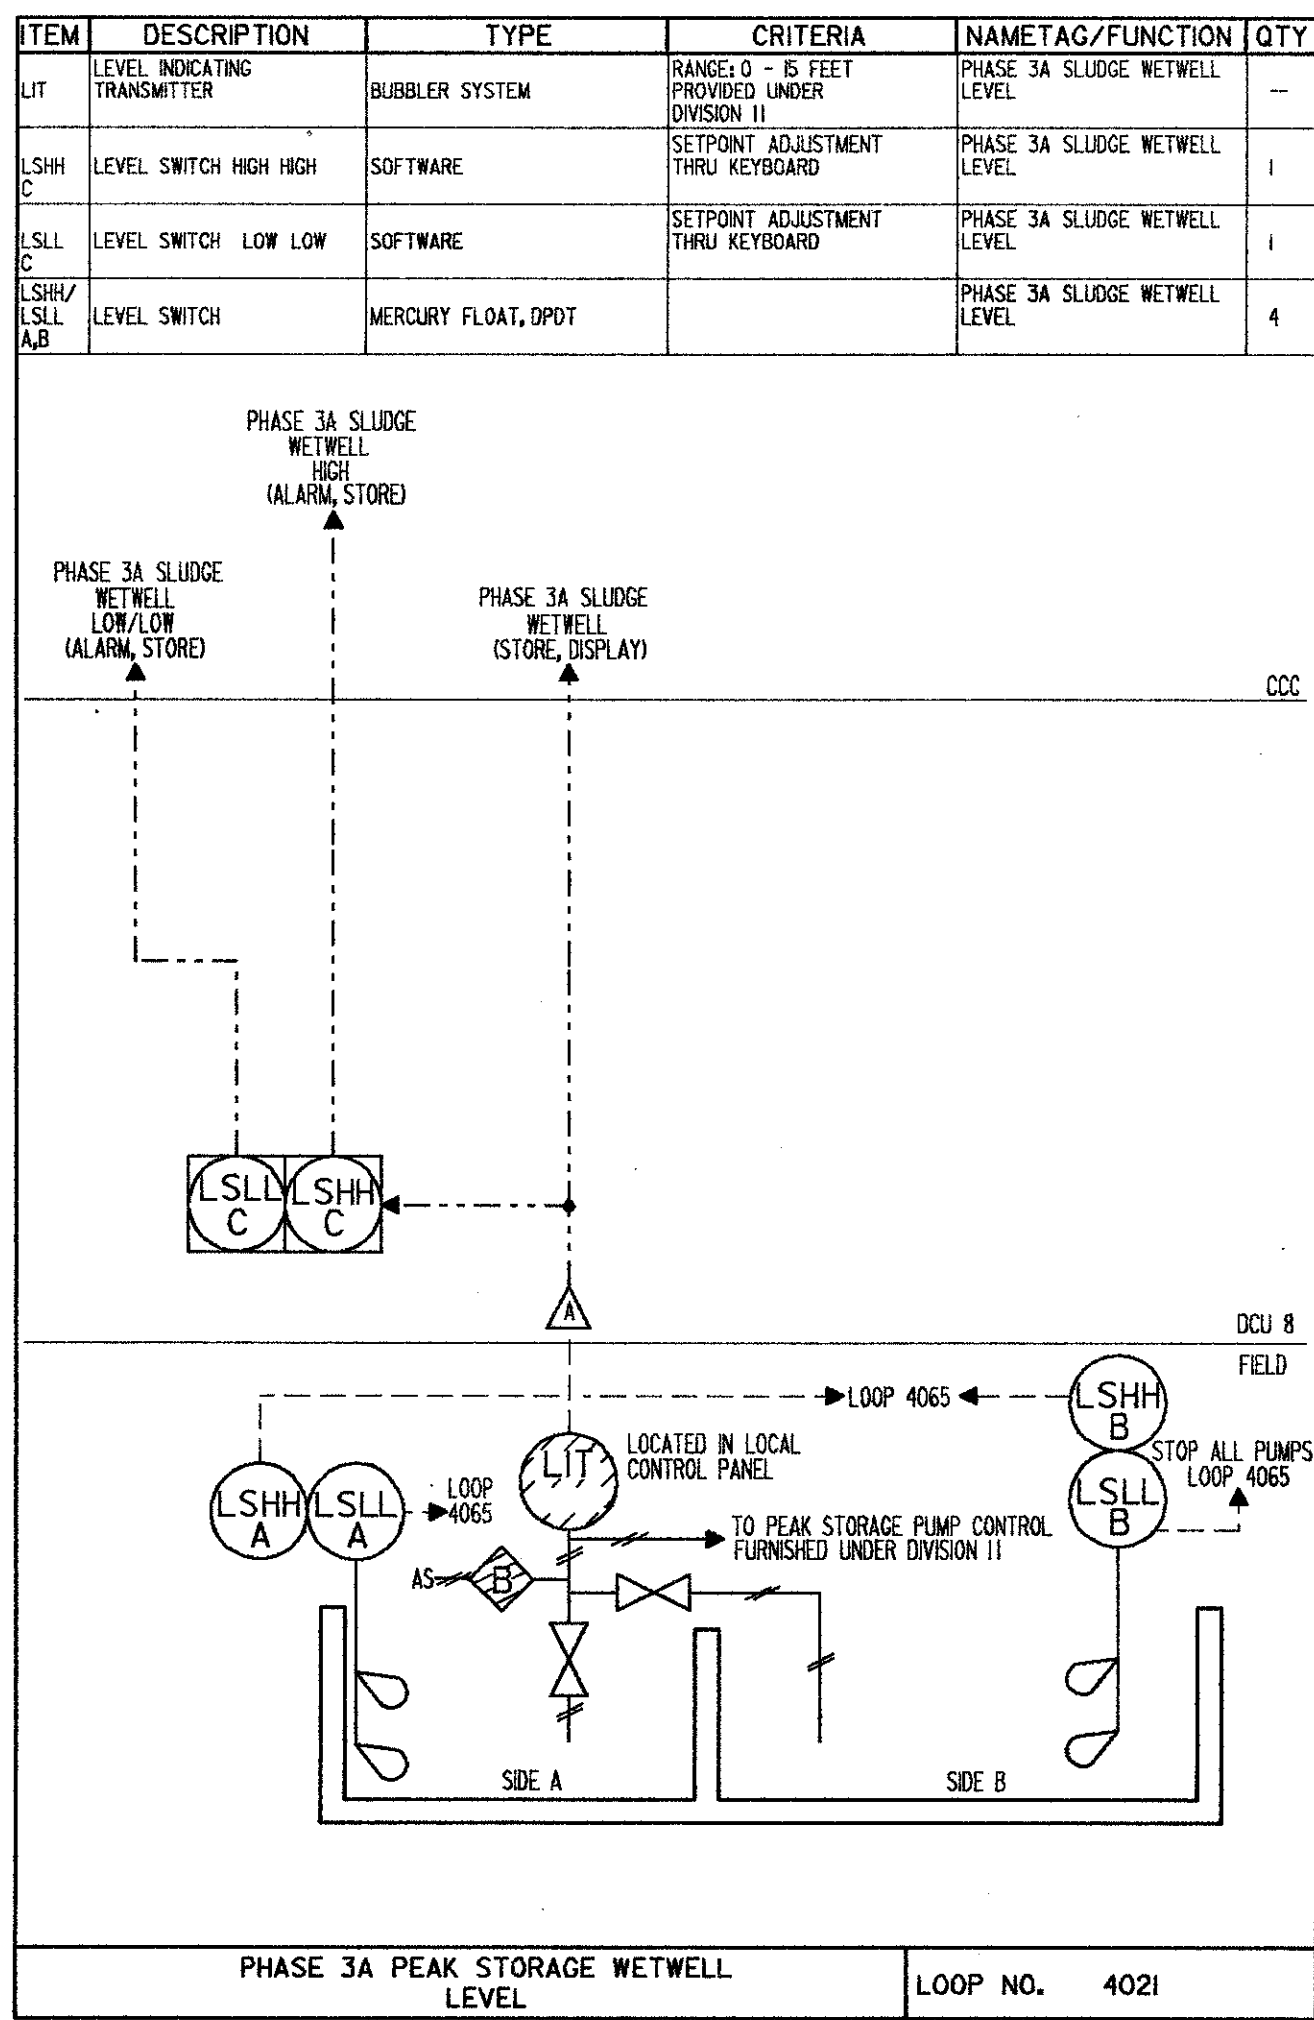 ITEM DESCRIPTION TYPE CRITERIA NAMETAG/FUNCTION QTY
LIT
LEVEL INDICATING
TRANSMITTER
BUBBLER SYSTEM
RANGE: 0 - 15 FEET
PROVIDED UNDER
DIVISION 11
PHASE 3A SLUDGE WETWELL
LEVEL
--
LSHH
C
LEVEL SWITCH HIGH HIGH
SOFTWARE
SETPOINT ADJUSTMENT
THRU KEYBOARD
PHASE 3A SLUDGE WETWELL
LEVEL
1
LSLL
C
LEVEL SWITCH LOW LOW
SOFTWARE
SETPOINT ADJUSTMENT
THRU KEYBOARD
PHASE 3A SLUDGE WETWELL
LEVEL
1
LSHH/
LSLL
A,B
LEVEL SWITCH
MERCURY FLOAT, DPDT
PHASE 3A SLUDGE WETWELL
LEVEL
4
PHASE 3A SLUDGE
WETWELL
HIGH
(ALARM, STORE)
PHASE 3A SLUDGE
WETWELL
LOW/LOW
(ALARM, STORE)
PHASE 3A SLUDGE
WETWELL
(STORE, DISPLAY)
CCC
LSLL
C
LSHH
C
A
DCU 8
FIELD
LOOP 4065
LSHH
B
LSLL
B
STOP ALL PUMPS
LOOP 4065
LSHH
A
LSLL
A
LOOP
4065
LIT
LOCATED IN LOCAL
CONTROL PANEL
TO PEAK STORAGE PUMP CONTROL
FURNISHED UNDER DIVISION 11
AS
B
SIDE A
SIDE B
PHASE 3A PEAK STORAGE WETWELL
LEVEL
LOOP NO. 4021